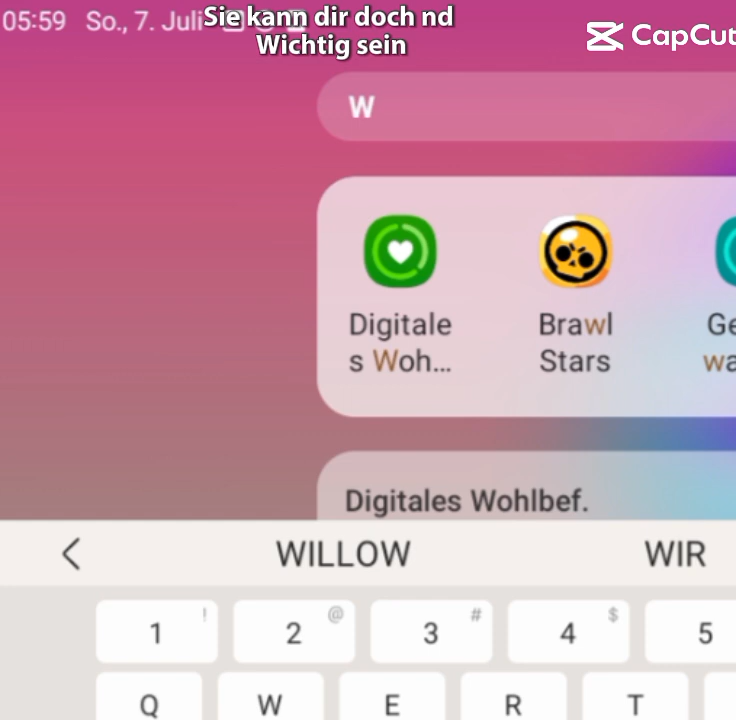 05:59 So., 7. Juli
Sie kann dir doch nd
Wichtig sein
CapCut
W
Digitale
s Woh...
Brawl
Stars
Ge
wa
Digitales Wohlbef.
WILLOW WIR
1 ! 2 @ 3 # 4 $ 5
Q W E R T